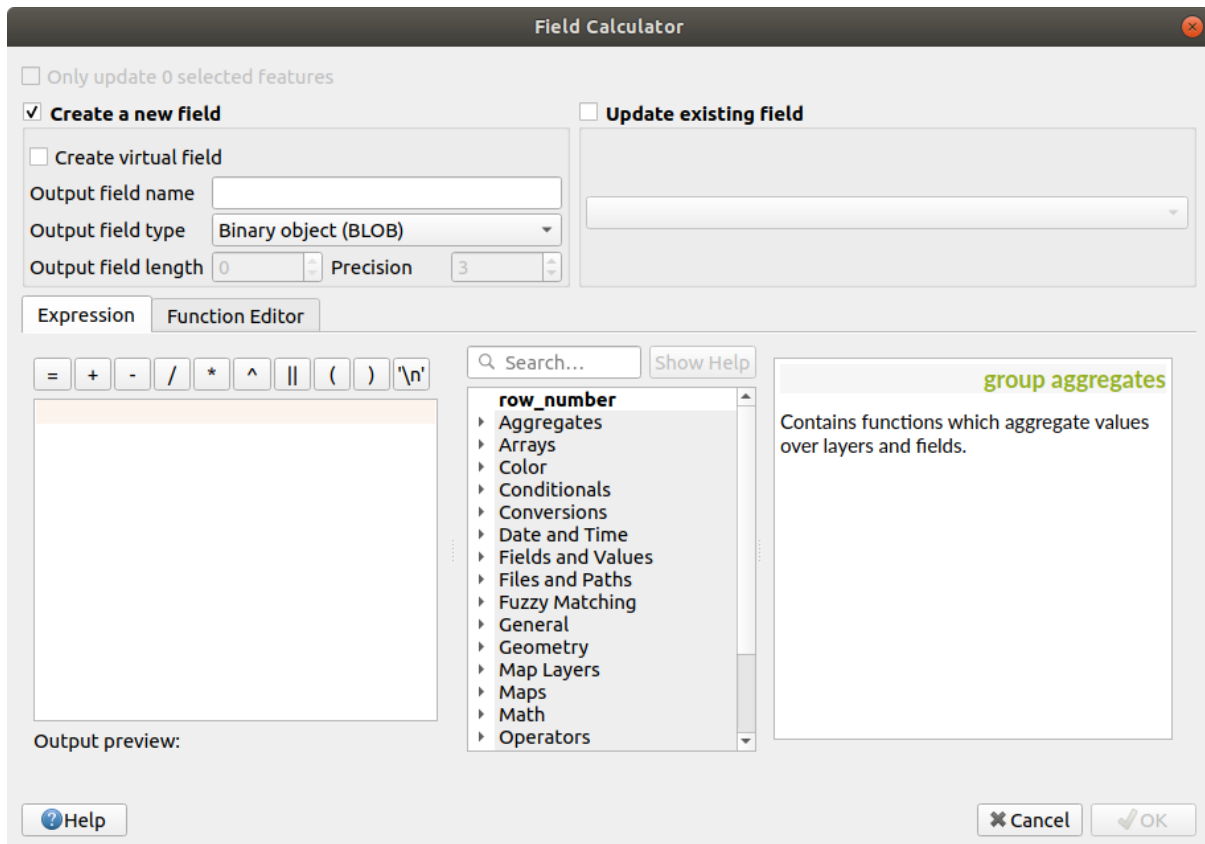 Field Calculator
Only update 0 selected features
Create a new field
Update existing field
Create virtual field
Output field name
Output field type Binary object (BLOB)
Output field length 0 Precision 3
Expression Function Editor
= + - / * ^ || ( ) '\n'
Search... Show Help
row_number
Aggregates
Arrays
Color
Conditionals
Conversions
Date and Time
Fields and Values
Files and Paths
Fuzzy Matching
General
Geometry
Map Layers
Maps
Math
Operators
group aggregates
Contains functions which aggregate values
over layers and fields.
Output preview:
Help
Cancel
OK